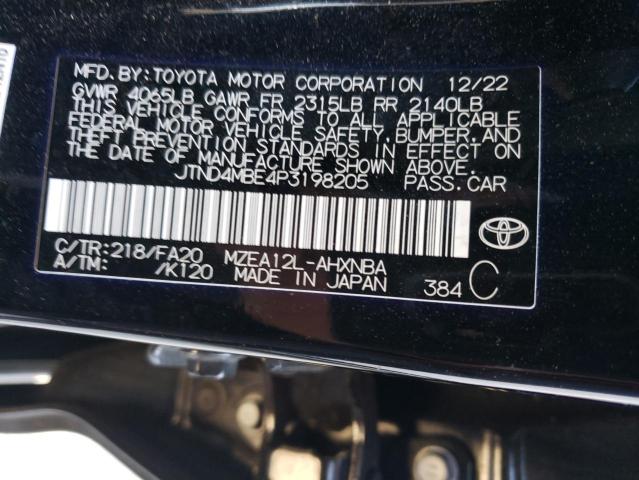 MFD. BY: TOYOTA MOTOR CORPORATION 12/22
GVWR 4065LB GAWR FR 2315LB RR 2140LB
THIS VEHICLE CONFORMS TO ALL APPLICABLE
FEDERAL MOTOR VEHICLE SAFETY, BUMPER, AND
THEFT PREVENTION STANDARDS IN EFFECT ON
THE DATE OF MANUFACTURE SHOWN ABOVE.
JTND4MBE4P3198205 PASS.CAR
C/TR:218/FA20 MZEA12L-AHXNBA
A/TM: /K120 MADE IN JAPAN 384 C